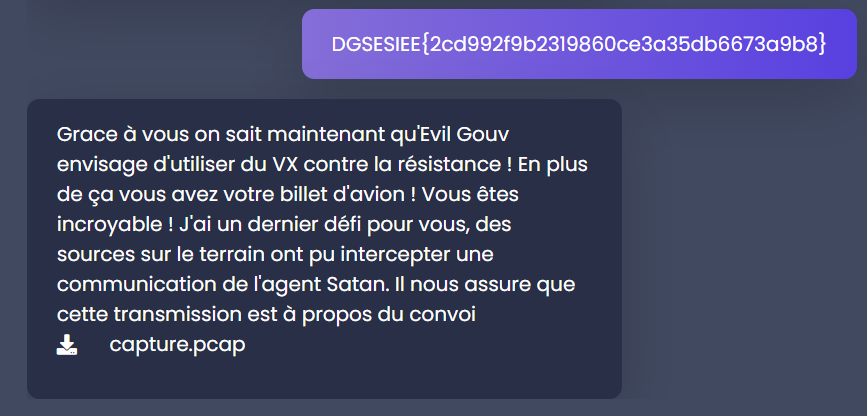 DGSESIEE{2cd992f9b2319860ce3a35db6673a9b8}
Grace à vous on sait maintenant qu'Evil Gouv
envisage d'utiliser du VX contre la résistance ! En plus
de ça vous avez votre billet d'avion ! Vous êtes
incroyable ! J'ai un dernier défi pour vous, des
sources sur le terrain ont pu intercepter une
communication de l'agent Satan. Il nous assure que
cette transmission est à propos du convoi
capture.pcap